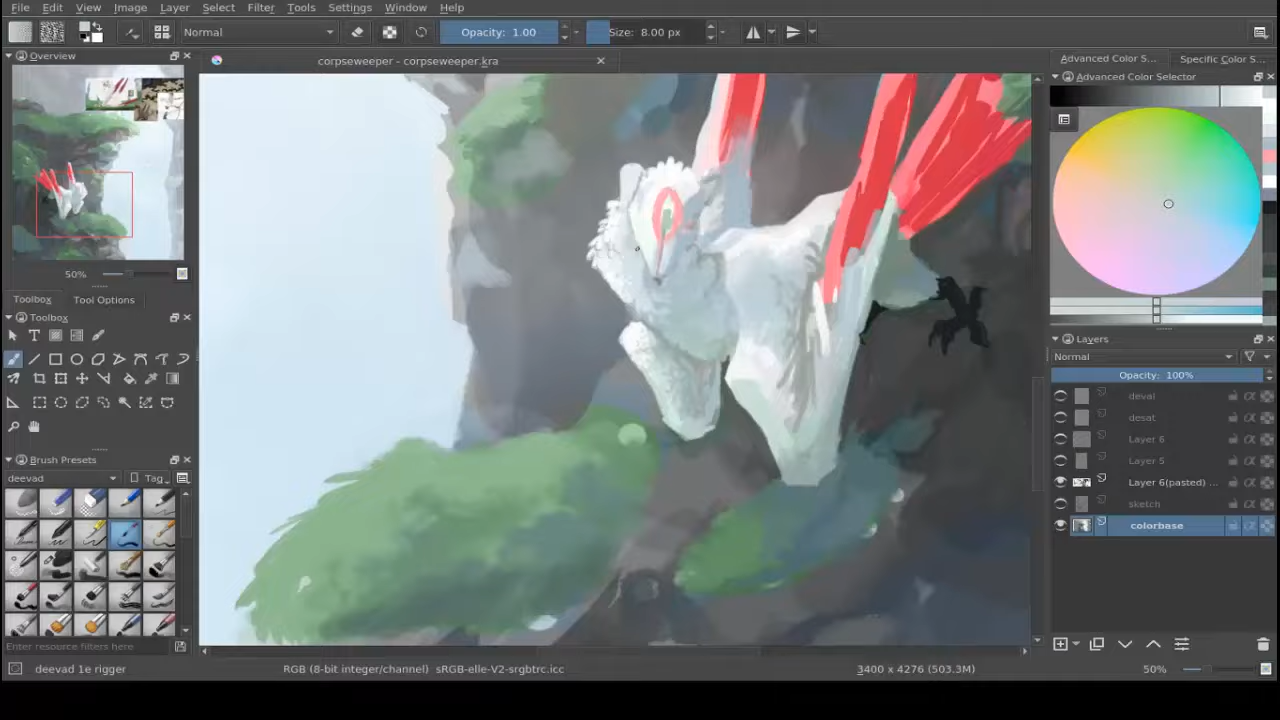 File Edit View Image Layer Select Filter Tools Settings Window Help
Normal Opacity: 1.00 Size: 8.00 px
Overview corpseweeper - corpseweeper.kra Advanced Color S... Specific Color S...
Advanced Color Selector
50%
Toolbox Tool Options
Toolbox
Layers
Normal
Opacity: 100%
deval
desat
Layer 6
Layer 5
Layer 6(pasted) ...
sketch
colorbase
Brush Presets
deevad Tag
Enter resource filters here
deevad 1e rigger RGB (8-bit integer/channel) sRGB-elle-V2-srgbtrc.icc 3400 x 4276 (503.3M) 50%